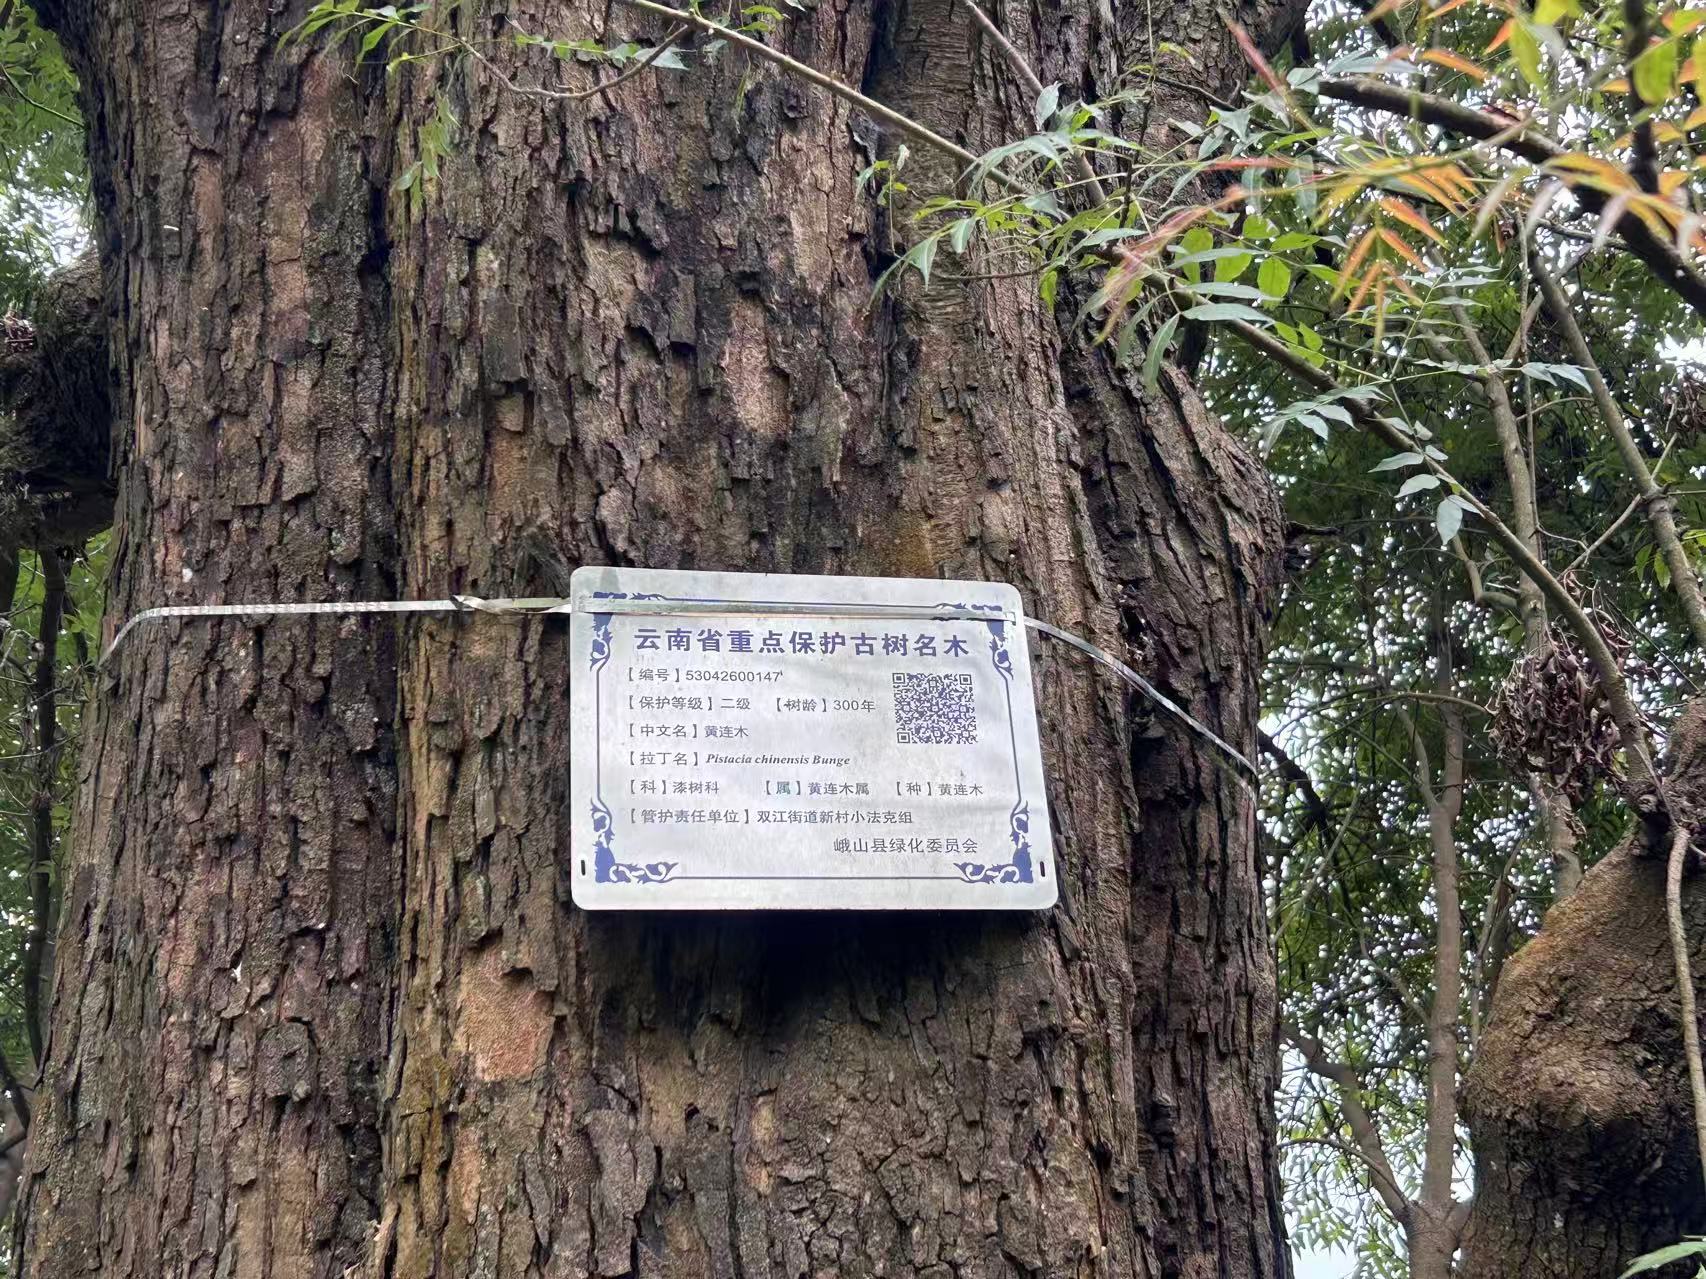 云南省重点保护古树名木
【编号】53042600147
【保护等级】二级 【树龄】300年
【中文名】黄连木
【拉丁名】Pistacia chinensis Bunge
【科】漆树科 【属】黄连木属 【种】黄连木
【管护责任单位】双江街道新村小法克组
峨山县绿化委员会